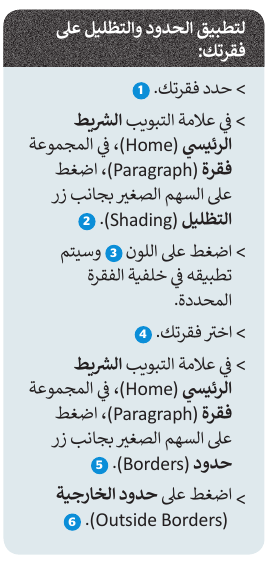 لتطبيق الحدود والتظليل على
فقرتك:
> حدد فقرتك. 1
> في علامة التبويب الشريط
الرئيسي (Home)، في المجموعة
فقرة (Paragraph)، اضغط
على السهم الصغير بجانب زر
التظليل (Shading). 2
> اضغط على اللون 3 وسيتم
تطبيقه في خلفية الفقرة
المحددة.
> اختر فقرتك. 4
> في علامة التبويب الشريط
الرئيسي (Home)، في المجموعة
فقرة (Paragraph)، اضغط
على السهم الصغير بجانب زر
حدود (Borders). 5
> اضغط على حدود الخارجية
(Outside Borders). 6